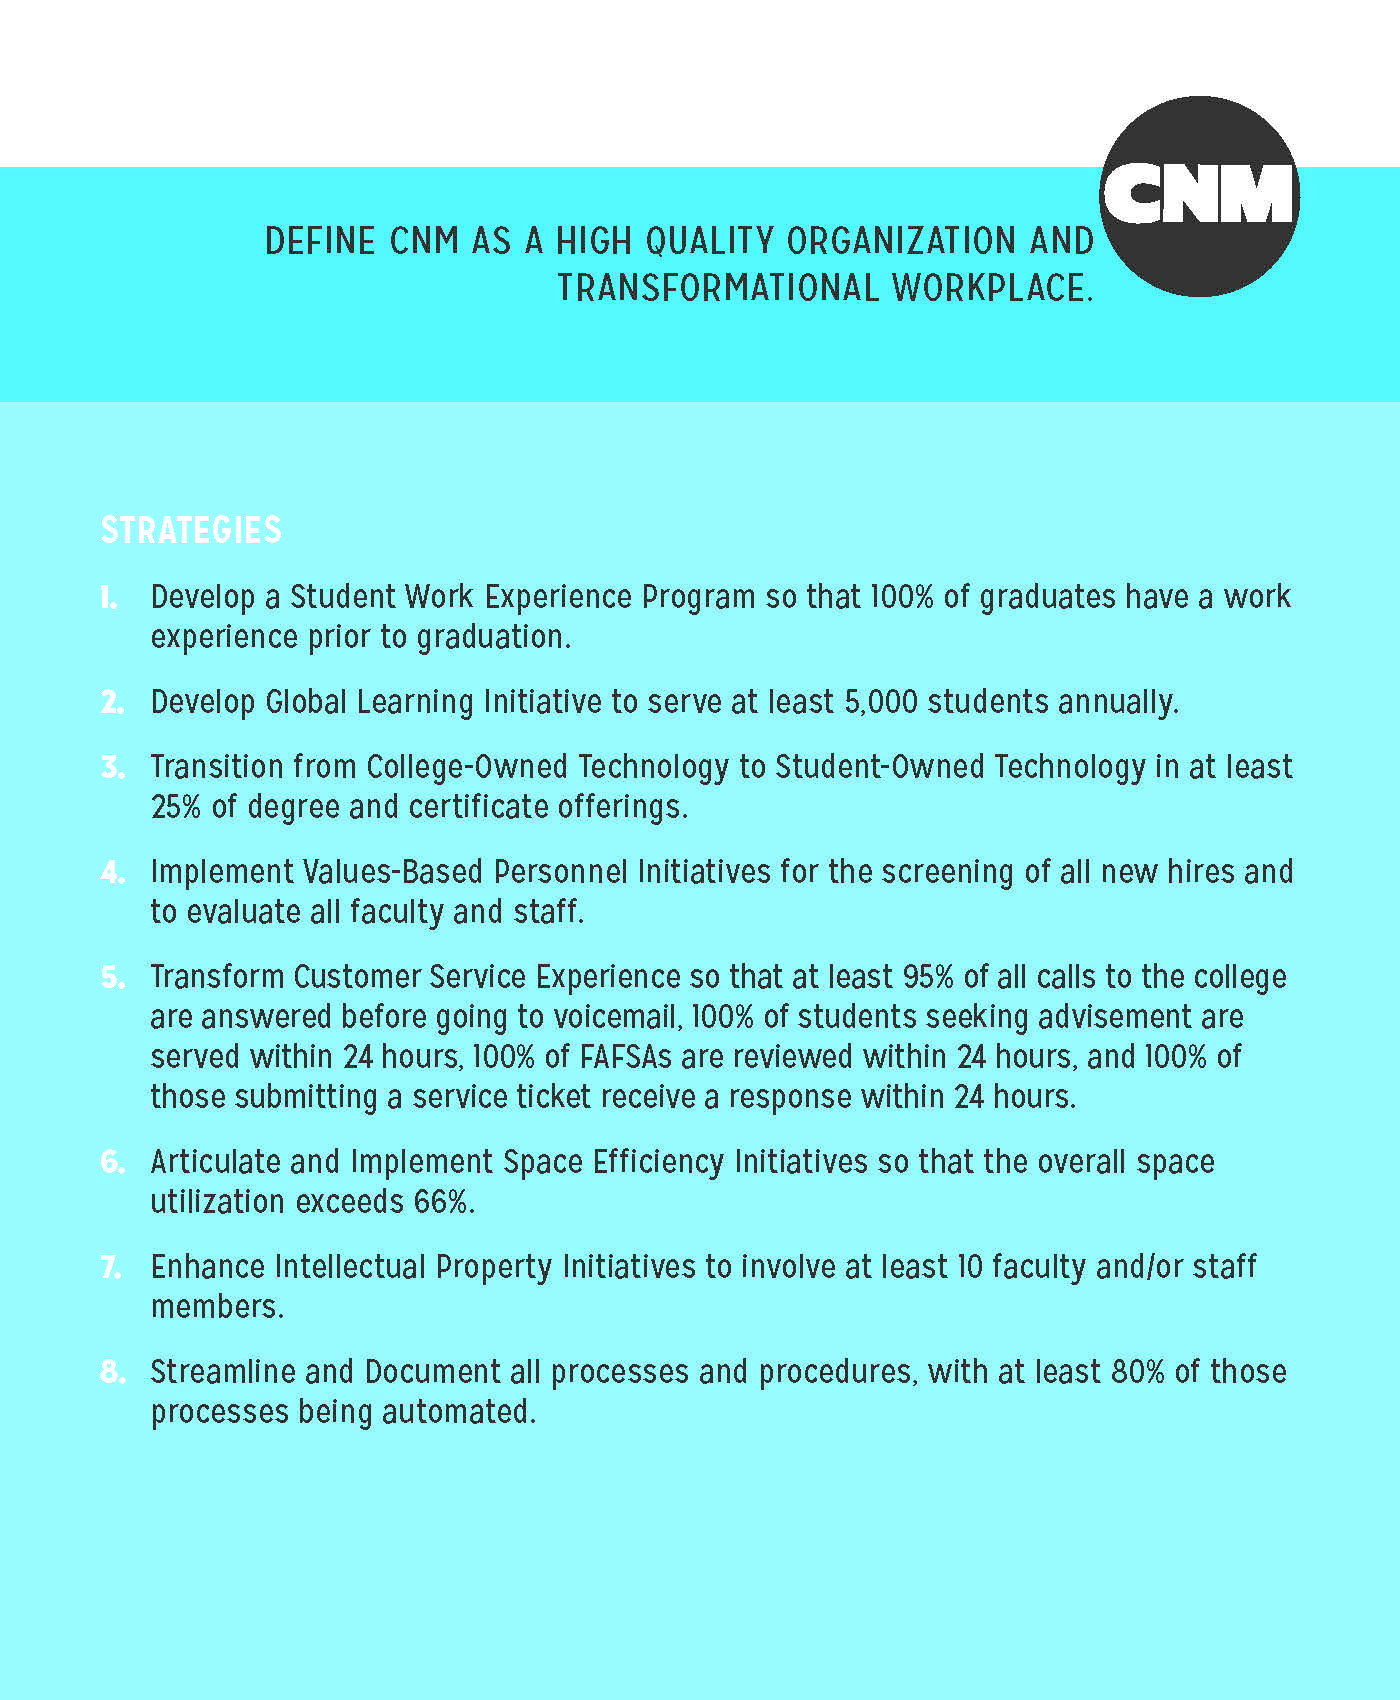 CNM
DEFINE CNM AS A HIGH QUALITY ORGANIZATION AND
TRANSFORMATIONAL WORKPLACE.
STRATEGIES
1. Develop a Student Work Experience Program so that 100% of graduates have a work
experience prior to graduation.
2. Develop Global Learning Initiative to serve at least 5,000 students annually.
3. Transition from College-Owned Technology to Student-Owned Technology in at least
25% of degree and certificate offerings.
4. Implement Values-Based Personnel Initiatives for the screening of all new hires and
to evaluate all faculty and staff.
5. Transform Customer Service Experience so that at least 95% of all calls to the college
are answered before going to voicemail, 100% of students seeking advisement are
served within 24 hours, 100% of FAFSAs are reviewed within 24 hours, and 100% of
those submitting a service ticket receive a response within 24 hours.
6. Articulate and Implement Space Efficiency Initiatives so that the overall space
utilization exceeds 66%.
7. Enhance Intellectual Property Initiatives to involve at least 10 faculty and/or staff
members.
8. Streamline and Document all processes and procedures, with at least 80% of those
processes being automated.